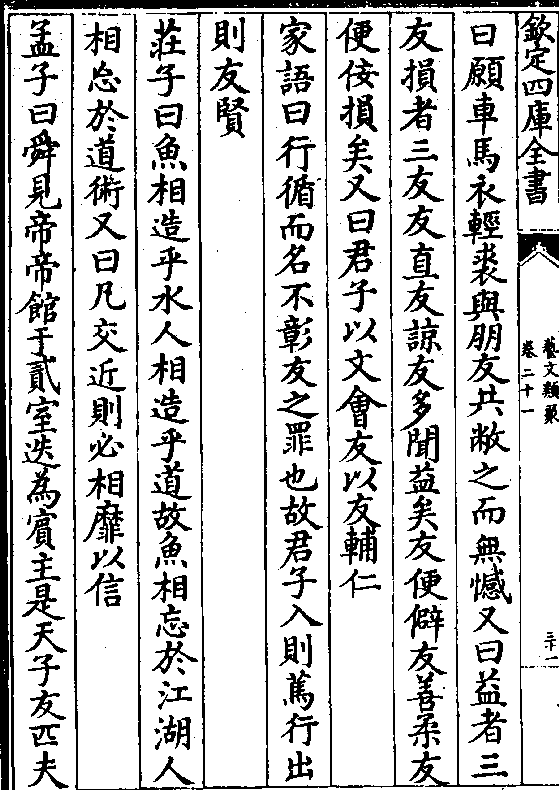 欽定四庫全書
藝文類聚
卷二十一
三十一
曰願車馬衣輕裘與朋友共敝之而無憾又曰益者三
友損者三友友直友諒友多聞益矣友便僻友善柔友
便佞損矣又曰君子以文會友以友輔仁
家語曰行循而名不彰友之罪也故君子入則篤行出
則友賢
莊子曰魚相造乎水人相造乎道故魚相忘於江湖人
相忘於道術又曰凡交近則必相靡以信
孟子曰舜見帝帝館于貳室迭為賓主是天子友匹夫